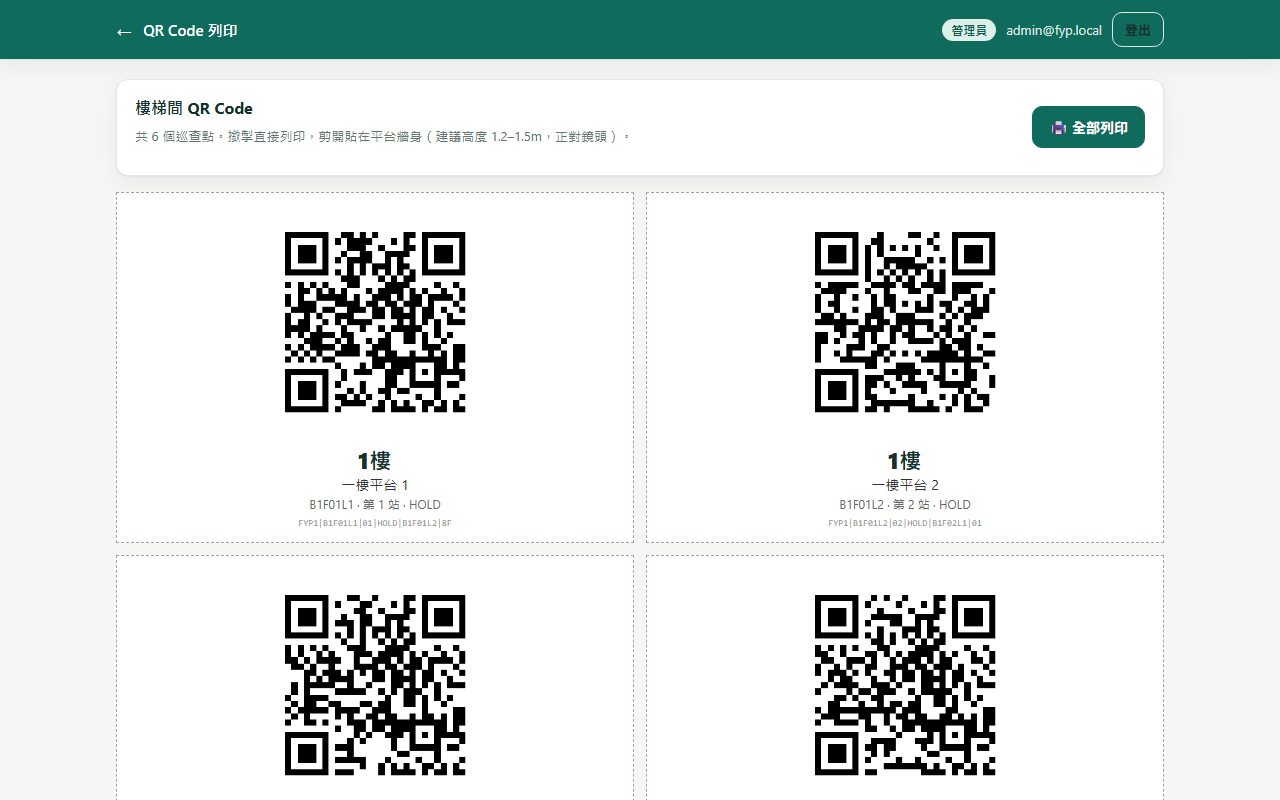 ← QR Code 列印
管理員 admin@fyp.local 登出
樓梯間 QR Code
共 6 個巡查點。撳掣直接列印，剪開貼在平台牆身（建議高度 1.2–1.5m，正對鏡頭）。
全部列印
1樓
一樓平台 1
B1F01L1 · 第 1 站 · HOLD
FYP1|B1F01L1|01|HOLD|B1F01L2|8F
1樓
一樓平台 2
B1F01L2 · 第 2 站 · HOLD
FYP1|B1F01L2|02|HOLD|B1F02L1|01